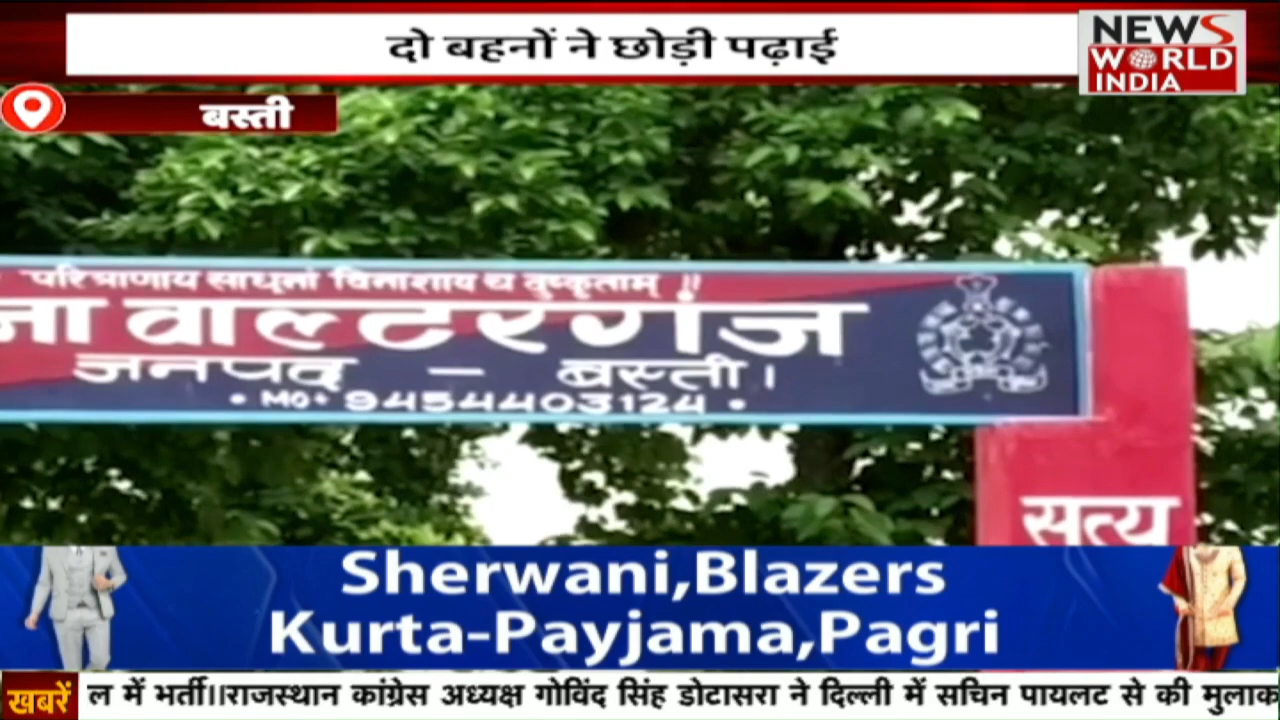 दो बहनों ने छोड़ी पढ़ाई
NEWS
WORLD
INDIA
बस्ती
परित्राणाय साधूनां विनाशाय च दुष्कृताम् ॥
ना वाल्टरगंज
जनपद – बस्ती।
• MO+ 9454403124 •
सत्य
Sherwani,Blazers
Kurta-Payjama,Pagri
खबरें ल में भर्ती।।राजस्थान कांग्रेस अध्यक्ष गोविंद सिंह डोटासरा ने दिल्ली में सचिन पायलट से की मुलाक